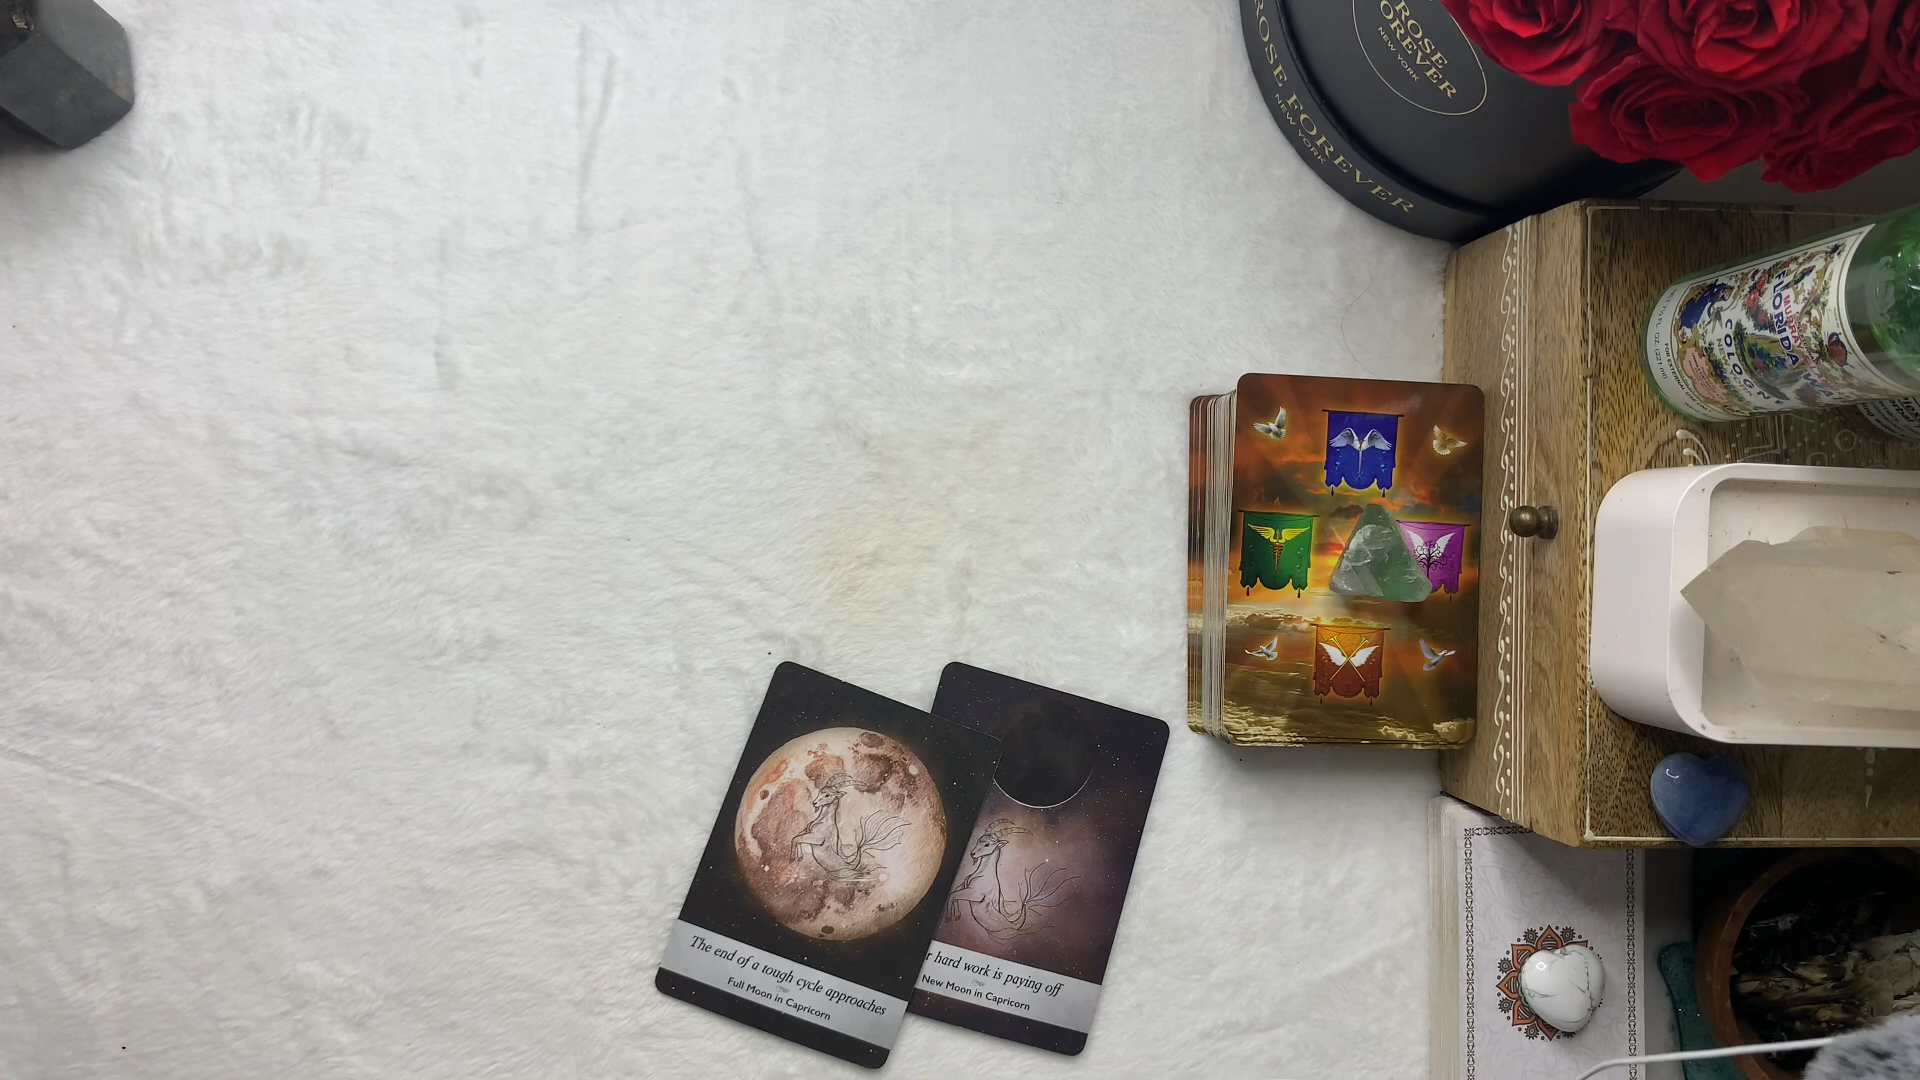 ROSE
FOREVER
NEW YORK
ROSE FOREVER
NEW YORK
MURRAY
FLORIDA
COLOGNE
The end of a tough cycle approaches
Full Moon in Capricorn
hard work is paying off
New Moon in Capricorn